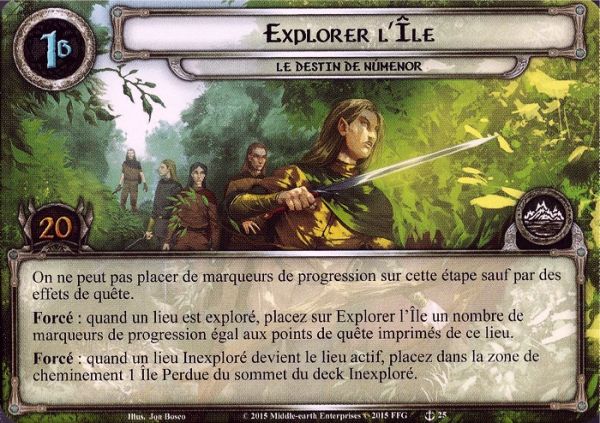 1B
EXPLORER L'ÎLE
LE DESTIN DE NÚMENOR
20
On ne peut pas placer de marqueurs de progression sur cette étape sauf par des
effets de quête.
Forcé : quand un lieu est exploré, placez sur Explorer l'Île un nombre de
marqueurs de progression égal aux points de quête imprimés de ce lieu.
Forcé : quand un lieu Inexploré devient le lieu actif, placez dans la zone de
cheminement 1 Île Perdue du sommet du deck Inexploré.
Illus. Jon Bosco © 2015 Middle-earth Enterprises • 2015 FFG 25